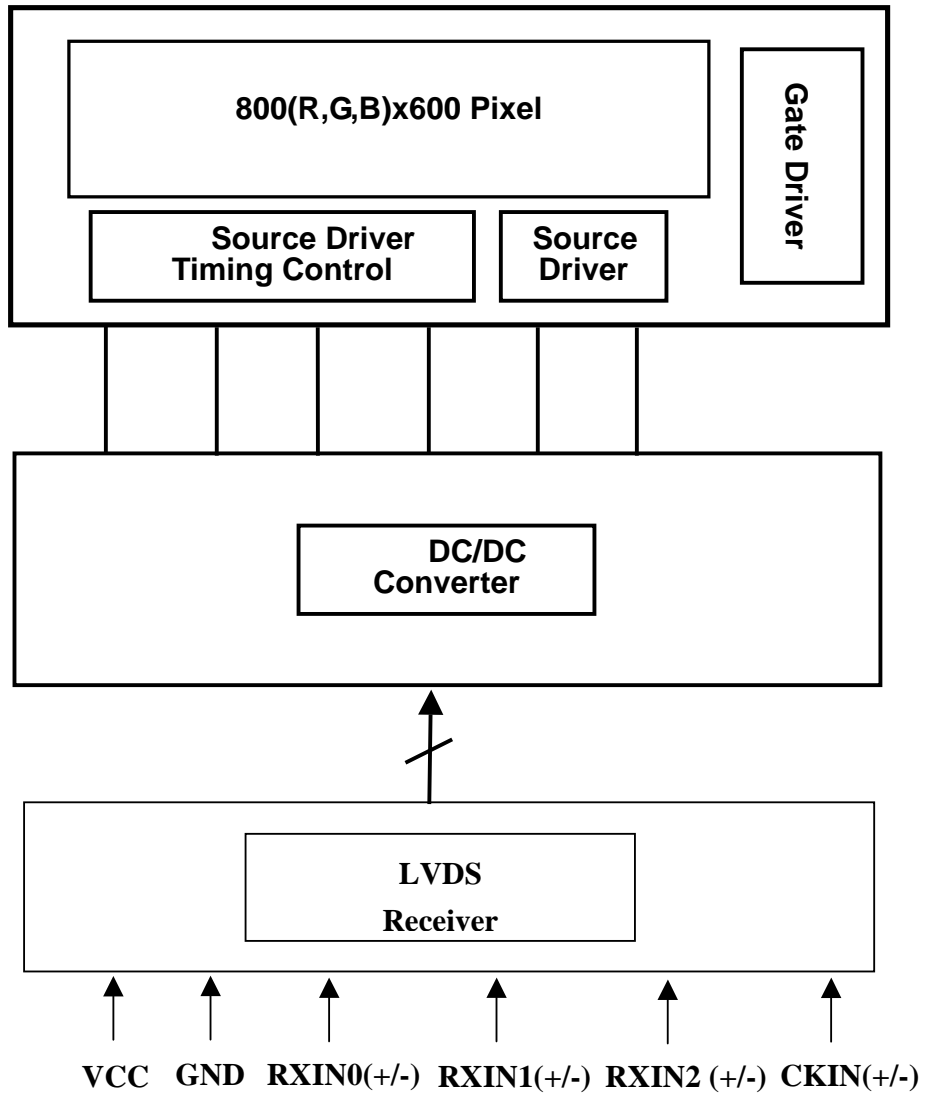 800(R,G,B)x600 Pixel
Gate Driver
Source Driver
Timing Control
Source
Driver
DC/DC
Converter
LVDS
Receiver
VCC GND RXIN0(+/-) RXIN1(+/-) RXIN2 (+/-) CKIN(+/-)